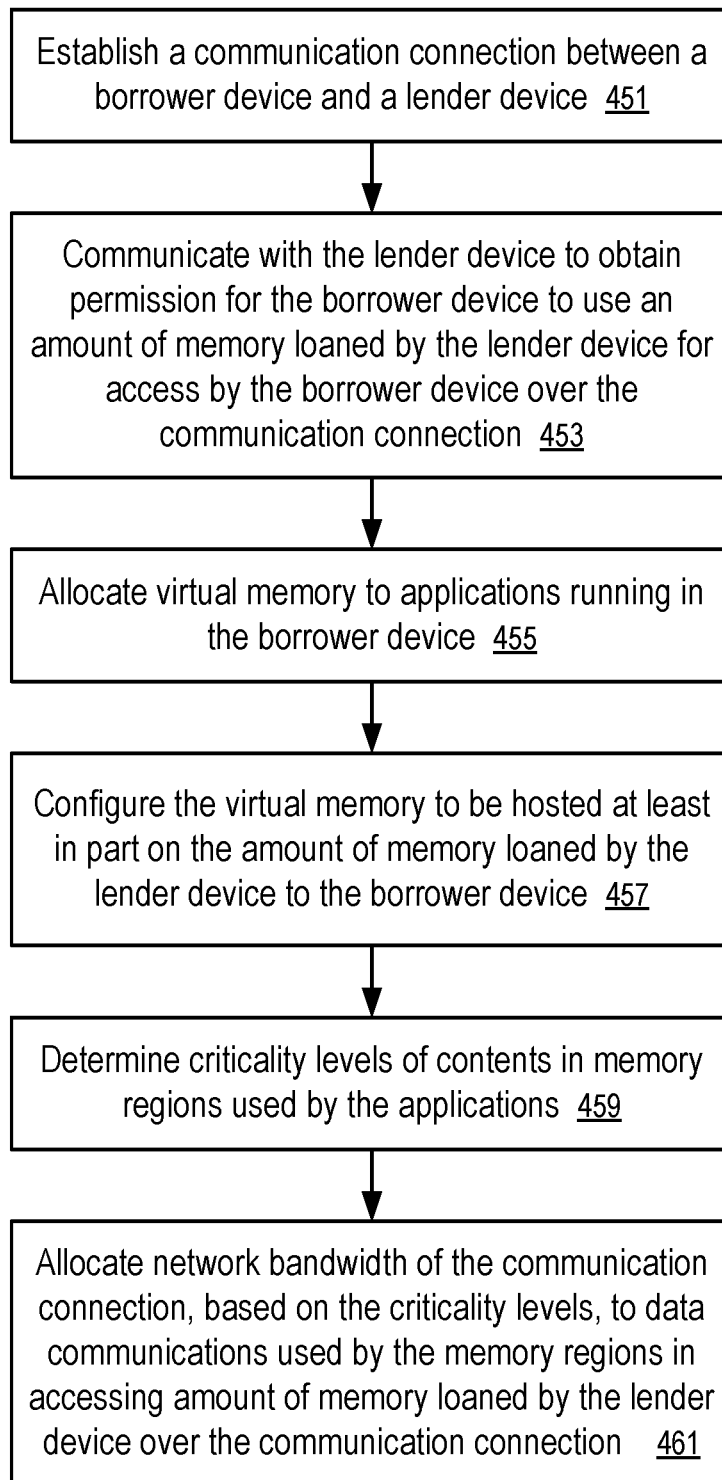 Establish a communication connection between a
borrower device and a lender device 451
Communicate with the lender device to obtain
permission for the borrower device to use an
amount of memory loaned by the lender device for
access by the borrower device over the
communication connection 453
Allocate virtual memory to applications running in
the borrower device 455
Configure the virtual memory to be hosted at least
in part on the amount of memory loaned by the
lender device to the borrower device 457
Determine criticality levels of contents in memory
regions used by the applications 459
Allocate network bandwidth of the communication
connection, based on the criticality levels, to data
communications used by the memory regions in
accessing amount of memory loaned by the lender
device over the communication connection 461